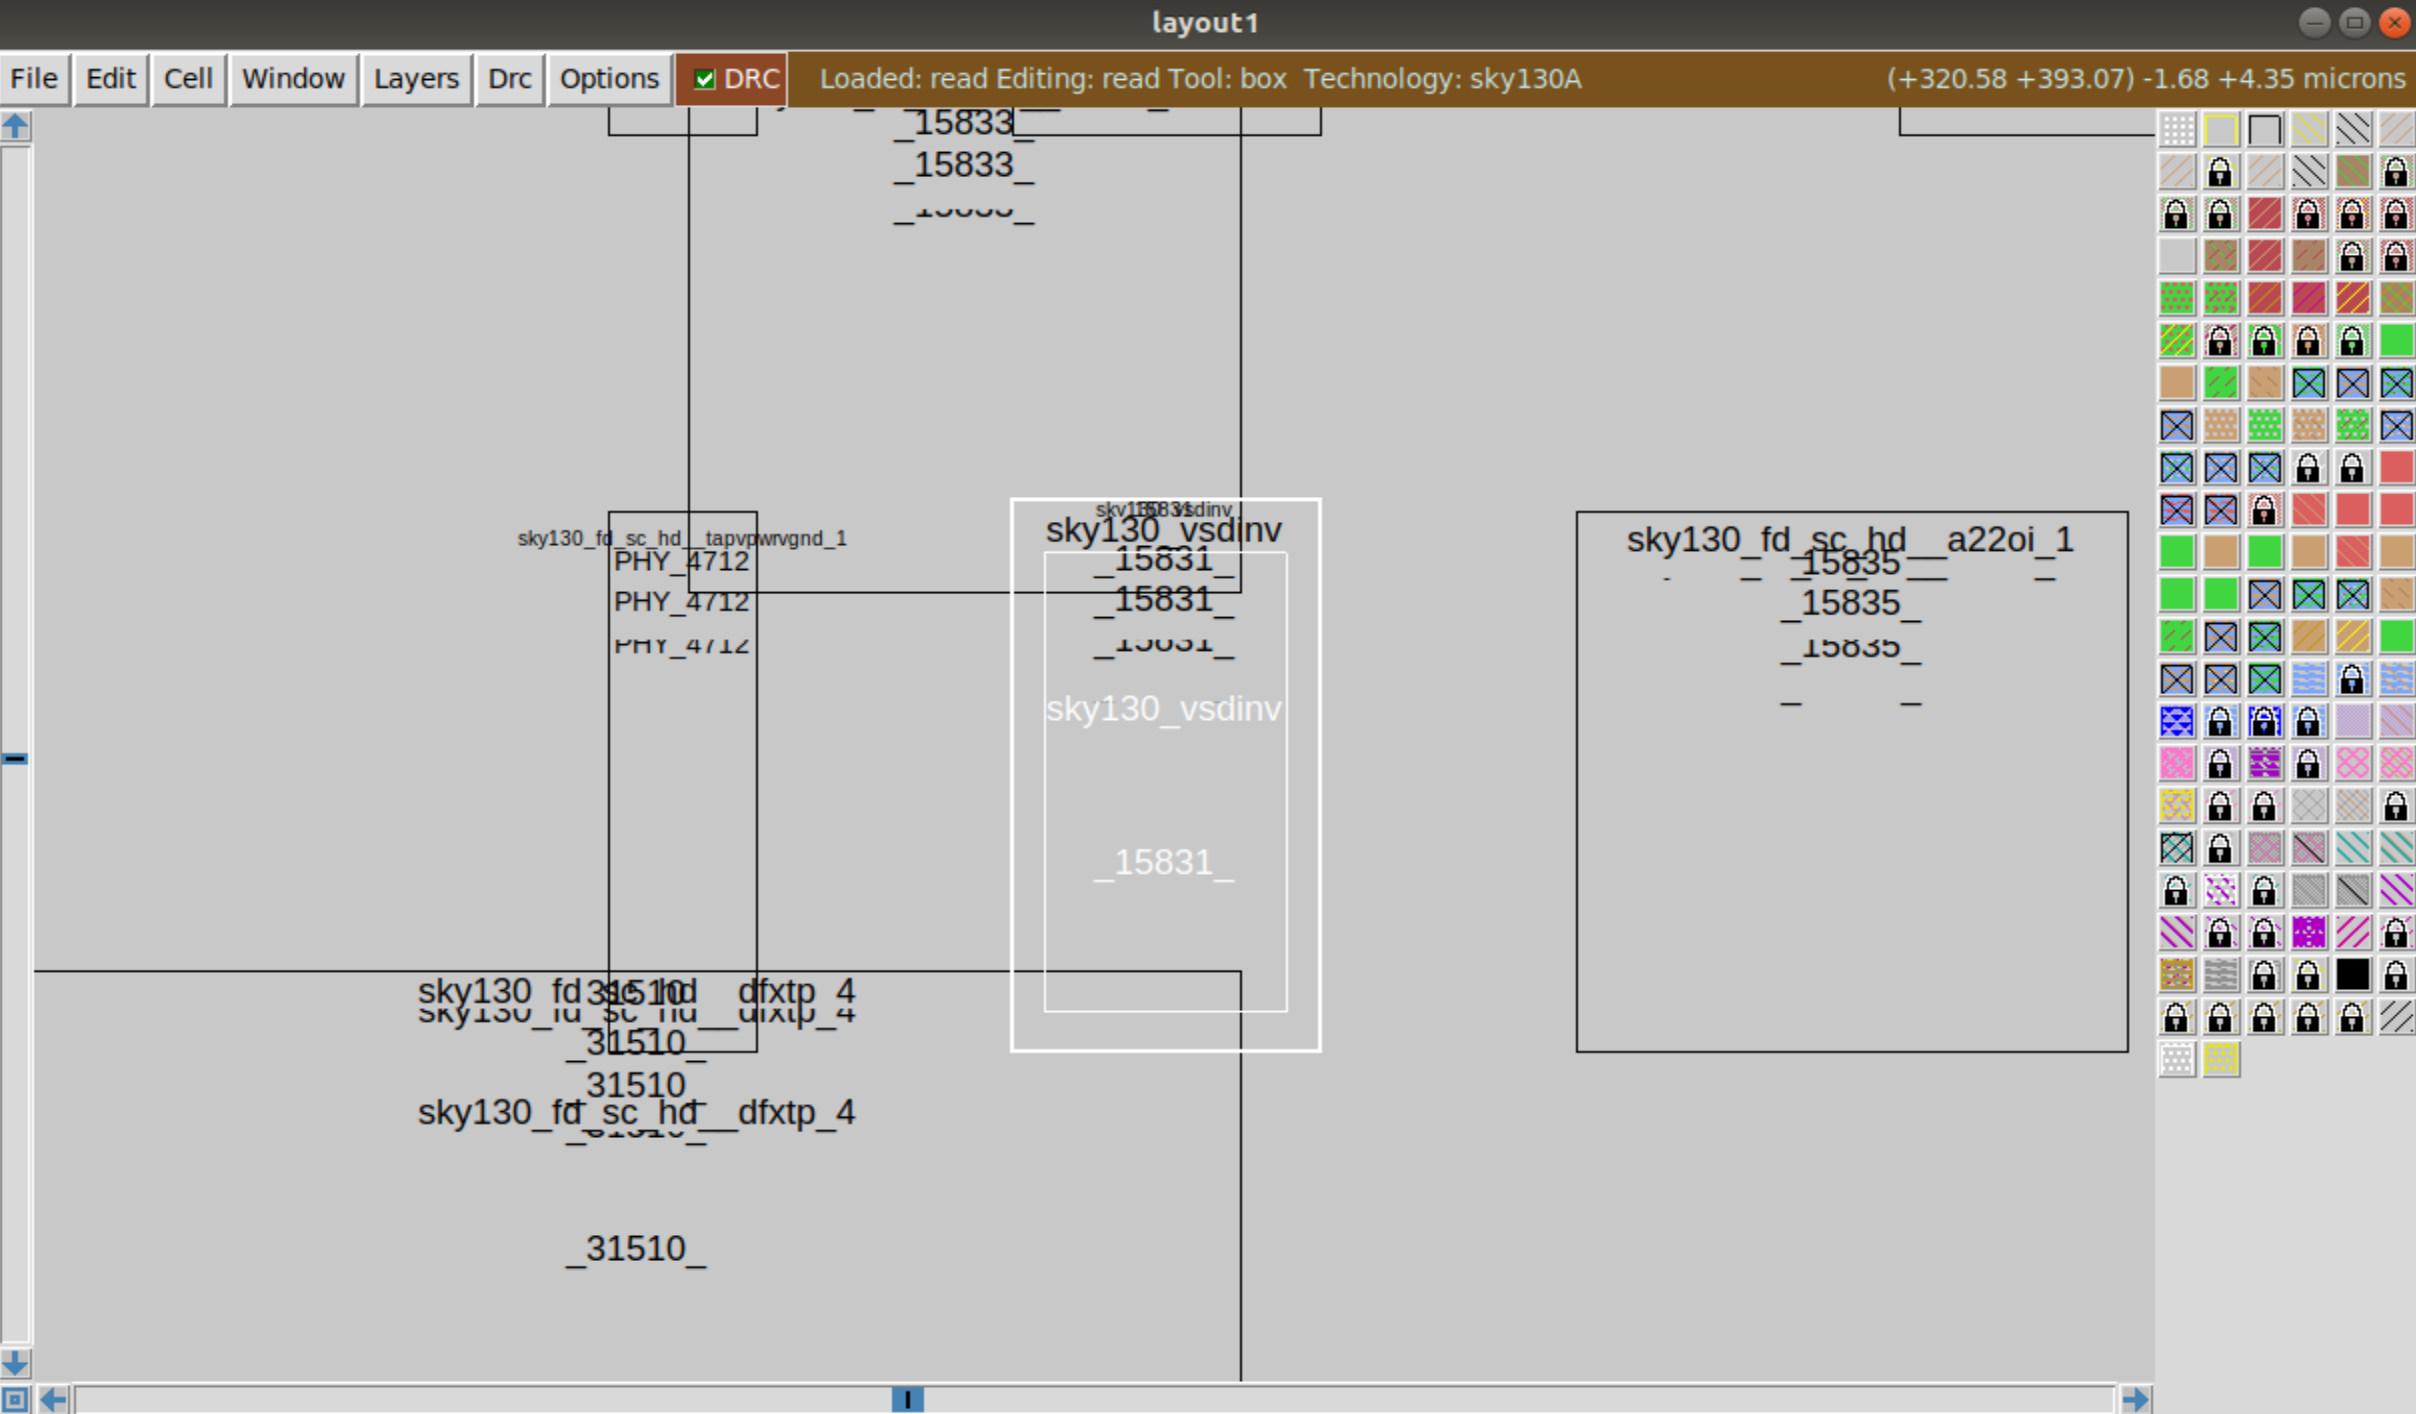 layout1
File Edit Cell Window Layers Drc Options DRC Loaded: read Editing: read Tool: box Technology: sky130A (+320.58 +393.07) -1.68 +4.35 microns
_15833_
_15833_
_15833_
sky130_vsdinv
sky130_fd_sc_hd__tapvpwrvgnd_1
sky130_fd_sc_hd__a22oi_1
PHY_4712
_15831_
_15835_
PHY_4712
_15831_
_15835_
PHY_4712
_15831_
_15835_
sky130_vsdinv
_15831_
sky130_fd_sc_hd__dfxtp_4
_31510_
sky130_fd_sc_hd__dfxtp_4
_31510_
_31510_
sky130_fd_sc_hd__dfxtp_4
_31510_
_31510_